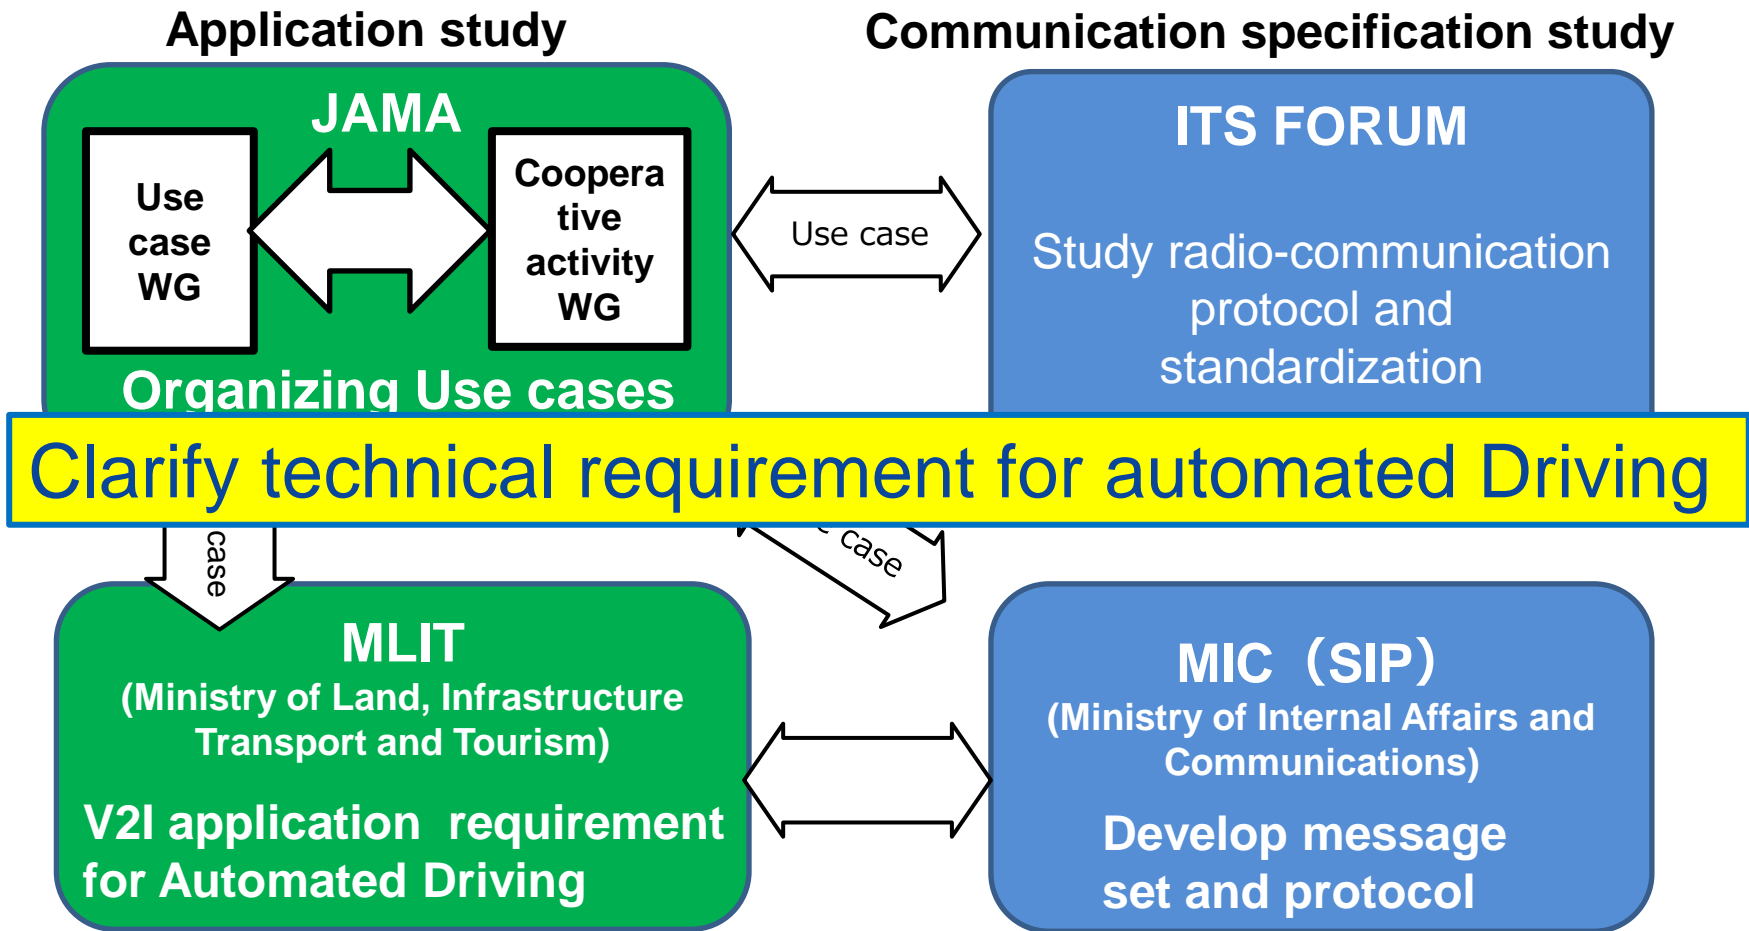 Application study
Communication specification study
JAMA
Use
case
WG
Coopera
tive
activity
WG
Organizing Use cases
Use case
ITS FORUM
Study radio-communication
protocol and
standardization
Clarify technical requirement for automated Driving
case
case
MLIT
(Ministry of Land, Infrastructure
Transport and Tourism)
V2I application requirement
for Automated Driving
MIC（SIP）
(Ministry of Internal Affairs and
Communications)
Develop message
set and protocol